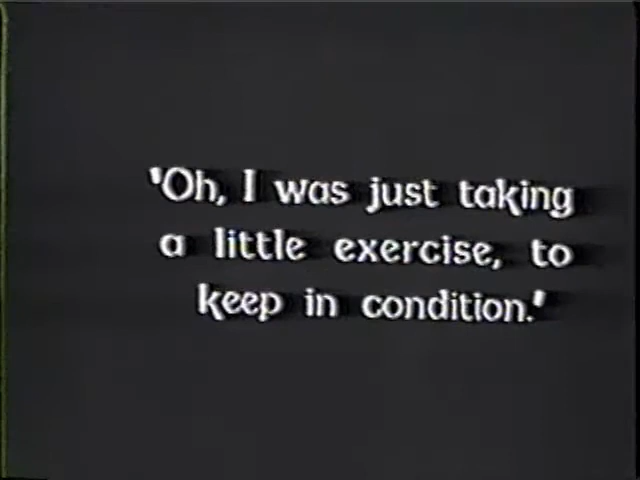 'Oh, I was just taking
a little exercise, to
keep in condition.'